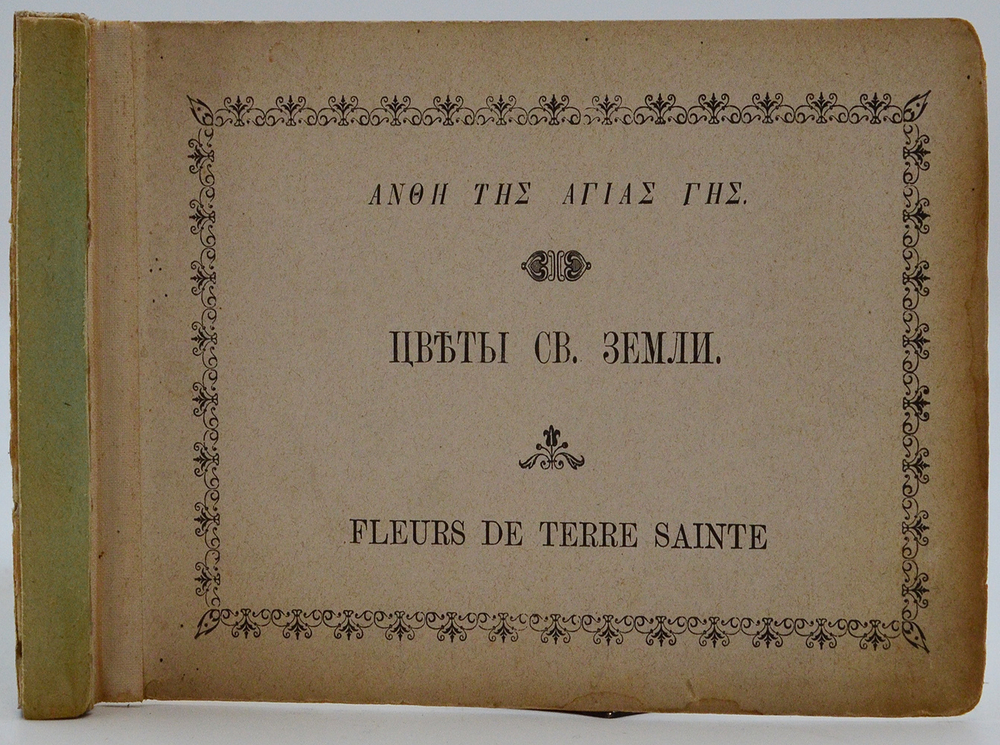 ΑΝΘΗ ΤΗΣ ΑΓΙΑΣ ΓΗΣ.
ЦВѢТЫ СВ. ЗЕМЛИ.
FLEURS DE TERRE SAINTE